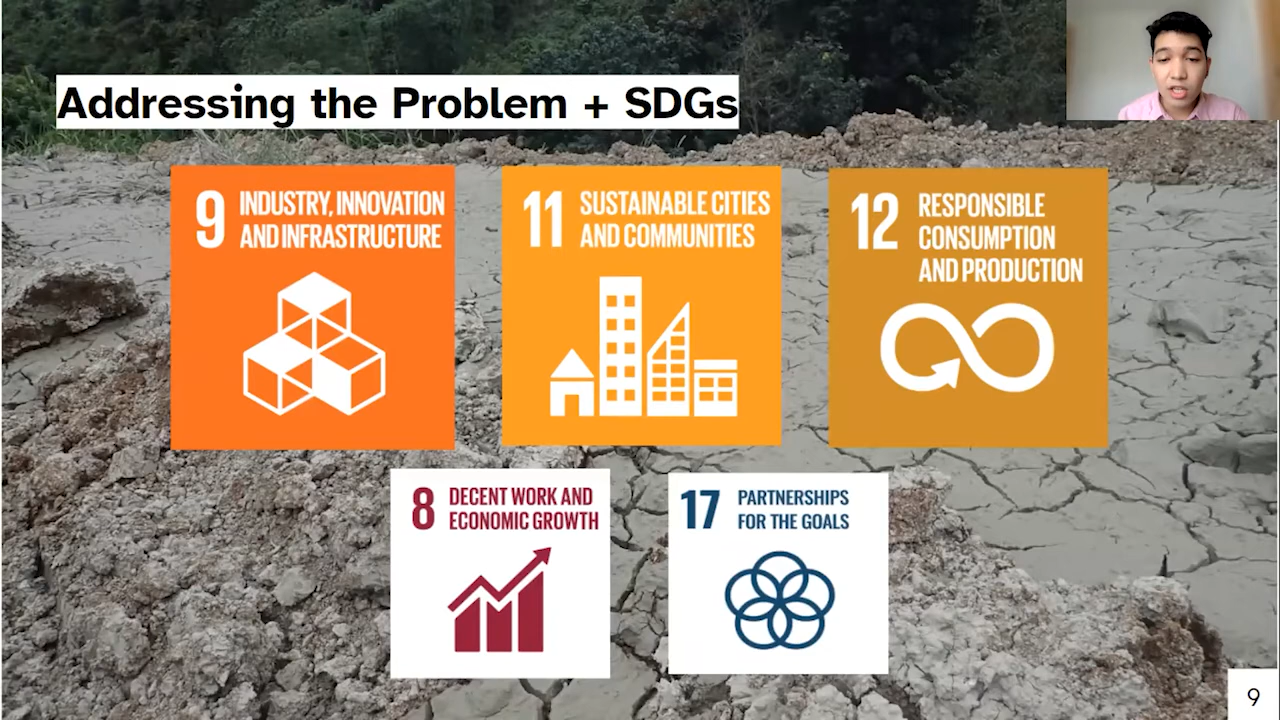 Addressing the Problem + SDGs
9 INDUSTRY, INNOVATION
AND INFRASTRUCTURE
11 SUSTAINABLE CITIES
AND COMMUNITIES
12 RESPONSIBLE
CONSUMPTION
AND PRODUCTION
8 DECENT WORK AND
ECONOMIC GROWTH
17 PARTNERSHIPS
FOR THE GOALS
9